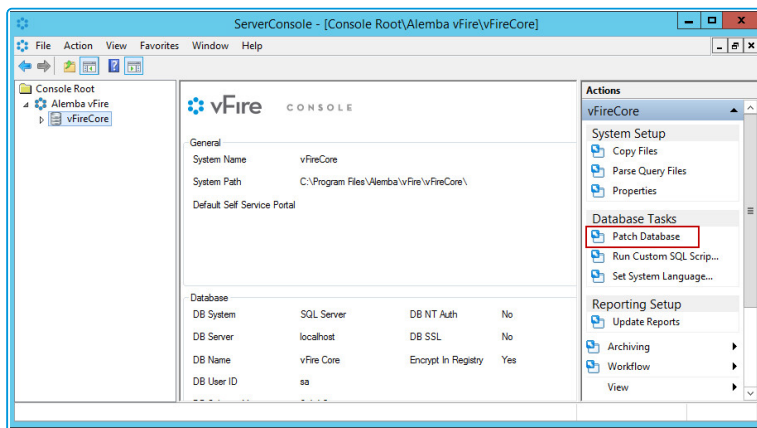 ServerConsole - [Console Root\Alemba vFire\vFireCore]
File Action View Favorites Window Help
Console Root
Alemba vFire
vFireCore
vFire CONSOLE
General
System Name vFireCore
System Path C:\Program Files\Alemba\vFire\vFireCore\
Default Self Service Portal
Database
DB System SQL Server DB NT Auth No
DB Server localhost DB SSL No
DB Name vFire Core Encrypt In Registry Yes
DB User ID sa
Actions
vFireCore
System Setup
Copy Files
Parse Query Files
Properties
Database Tasks
Patch Database
Run Custom SQL Scrip...
Set System Language...
Reporting Setup
Update Reports
Archiving
Workflow
View